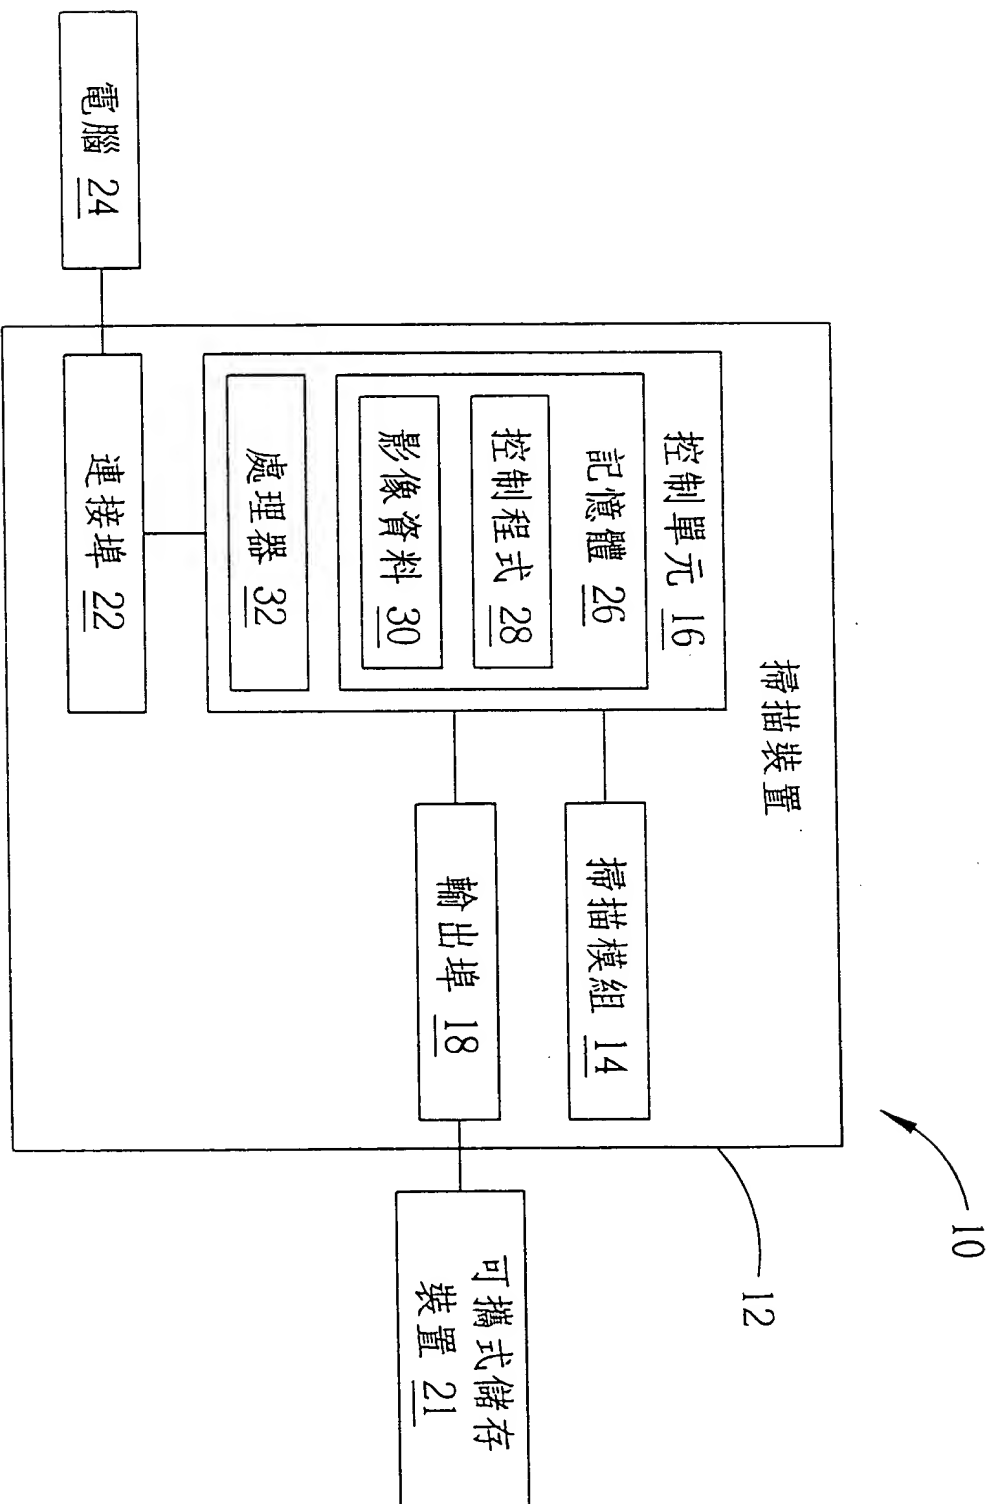 10
12
掃描裝置
控制單元 16
記憶體 26
控制程式 28
影像資料 30
處理器 32
掃描模組 14
輸出埠 18
可攜式儲存
裝置 21
電腦 24
連接埠 22